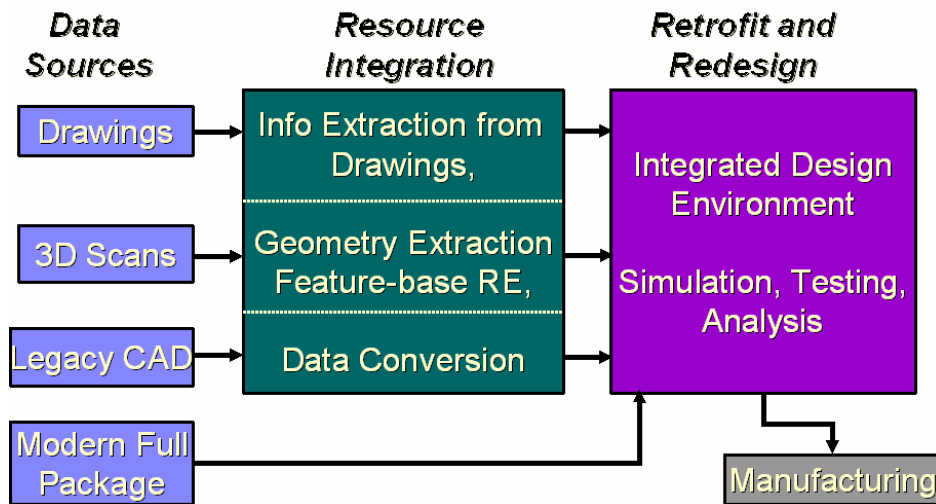 Data
Sources
Resource
Integration
Retrofit and
Redesign
Drawings
3D Scans
Legacy CAD
Modern Full
Package
Info Extraction from
Drawings,
Geometry Extraction
Feature-base RE,
Data Conversion
Integrated Design
Environment
Simulation, Testing,
Analysis
Manufacturing